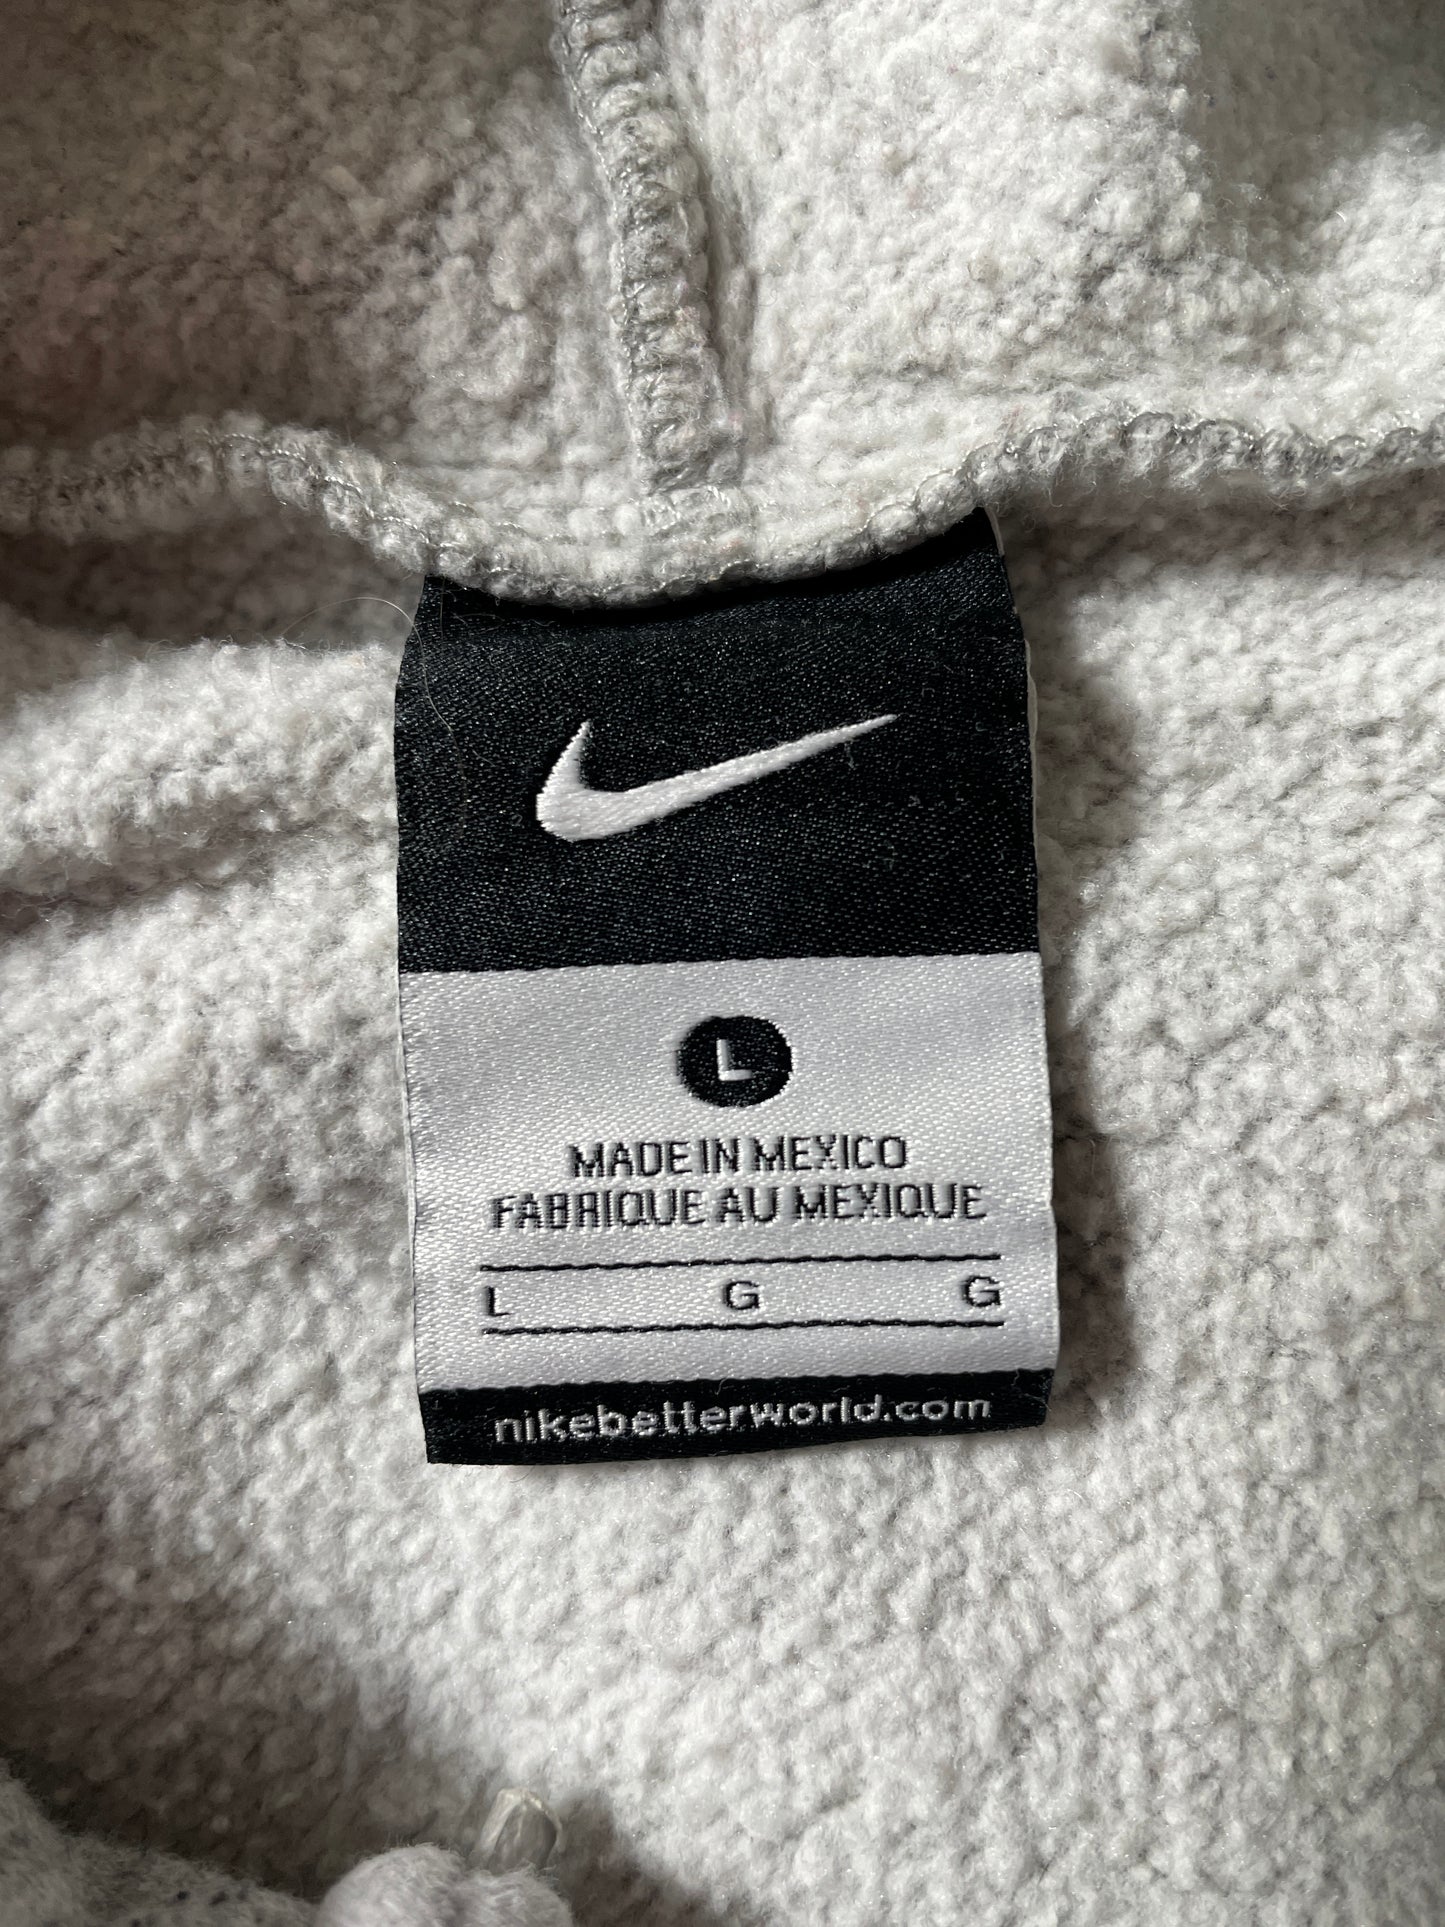 L
MADE IN MEXICO
FABRIQUE AU MEXIQUE
L G G
nikebetterworld.com